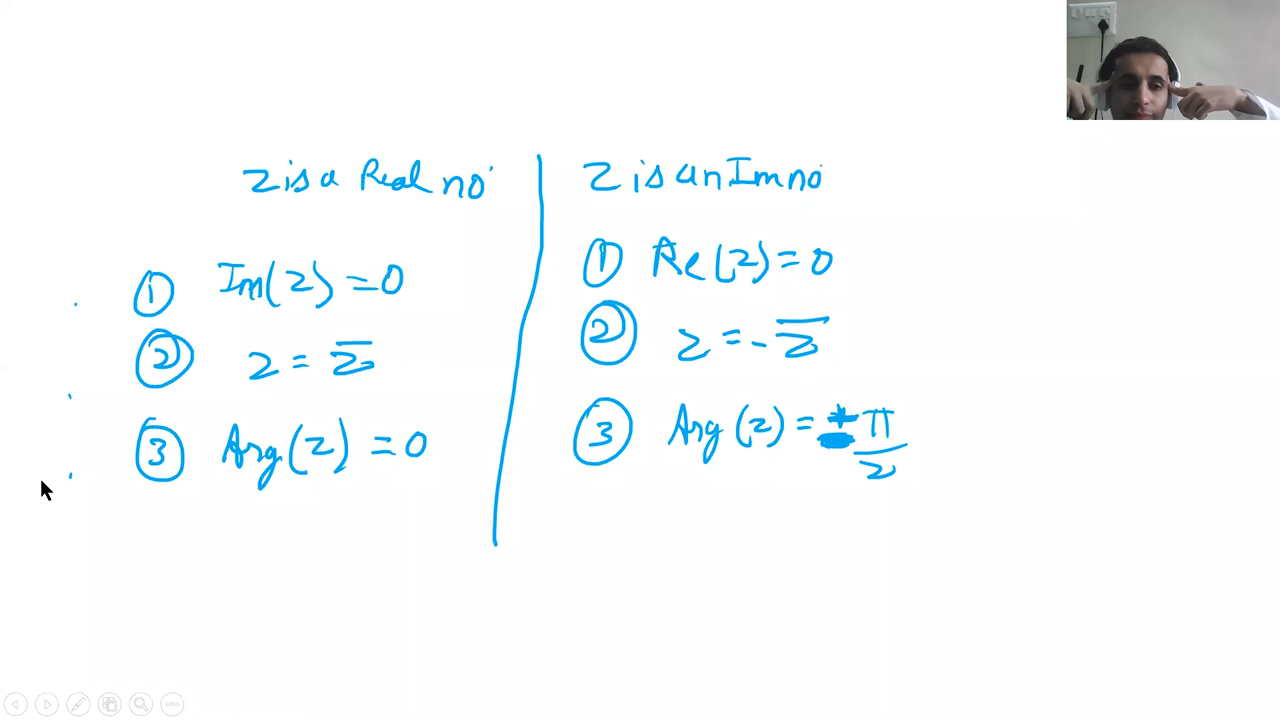 z is a Real no.
① Im(z) = 0
② z = z̅
③ Arg(z) = 0
z is an Im no.
① Re(z) = 0
② z = - z̅
③ Arg(z) = ± π/2